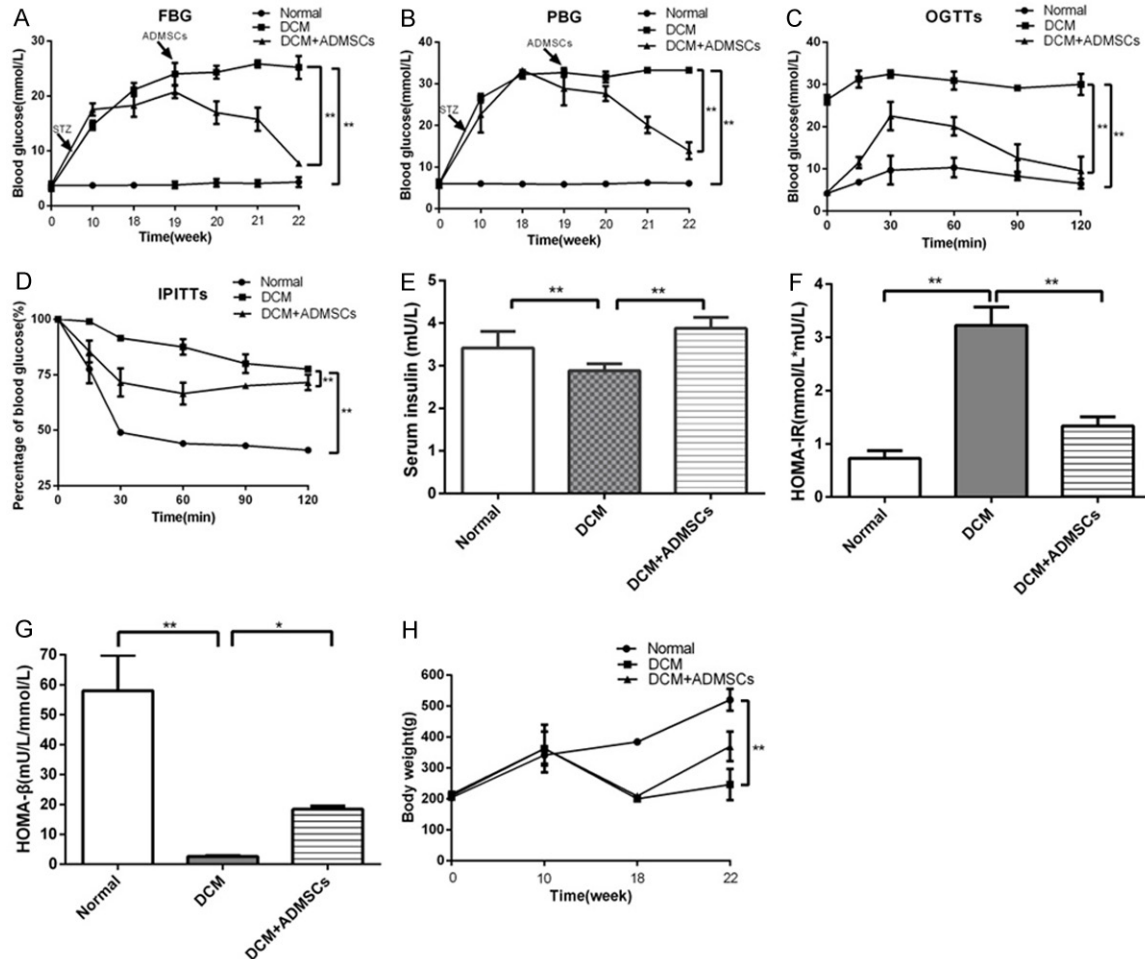 A
FBG
Normal
DCM
DCM+ADMSCs
ADMSCs
STZ
**
**
Blood glucose(mmol/L)
30
20
10
0
0 10 18 19 20 21 22
Time(week)
B
PBG
Normal
DCM
DCM+ADMSCs
ADMSCs
STZ
**
**
Blood glucose(mmol/L)
40
30
20
10
0
0 10 18 19 20 21 22
Time(week)
C
OGTTs
Normal
DCM
DCM+ADMSCs
**
**
Blood glucose(mmol/L)
40
30
20
10
0
0 30 60 90 120
Time(min)
D
IPITTs
Normal
DCM
DCM+ADMSCs
**
**
Percentage of blood glucose(%)
100
75
50
25
0 30 60 90 120
Time(min)
E
** **
Serum insulin (mU/L)
5
4
3
2
1
0
Normal
DCM
DCM+ADMSCs
F
** **
HOMA-IR(mmol/L*mU/L)
4
3
2
1
0
Normal
DCM
DCM+ADMSCs
G
** *
HOMA-β(mU/L/mmol/L)
70
60
50
40
30
20
10
0
Normal
DCM
DCM+ADMSCs
H
Normal
DCM
DCM+ADMSCs
**
Body weight(g)
600
500
400
300
200
100
0
0 10 18 22
Time(week)